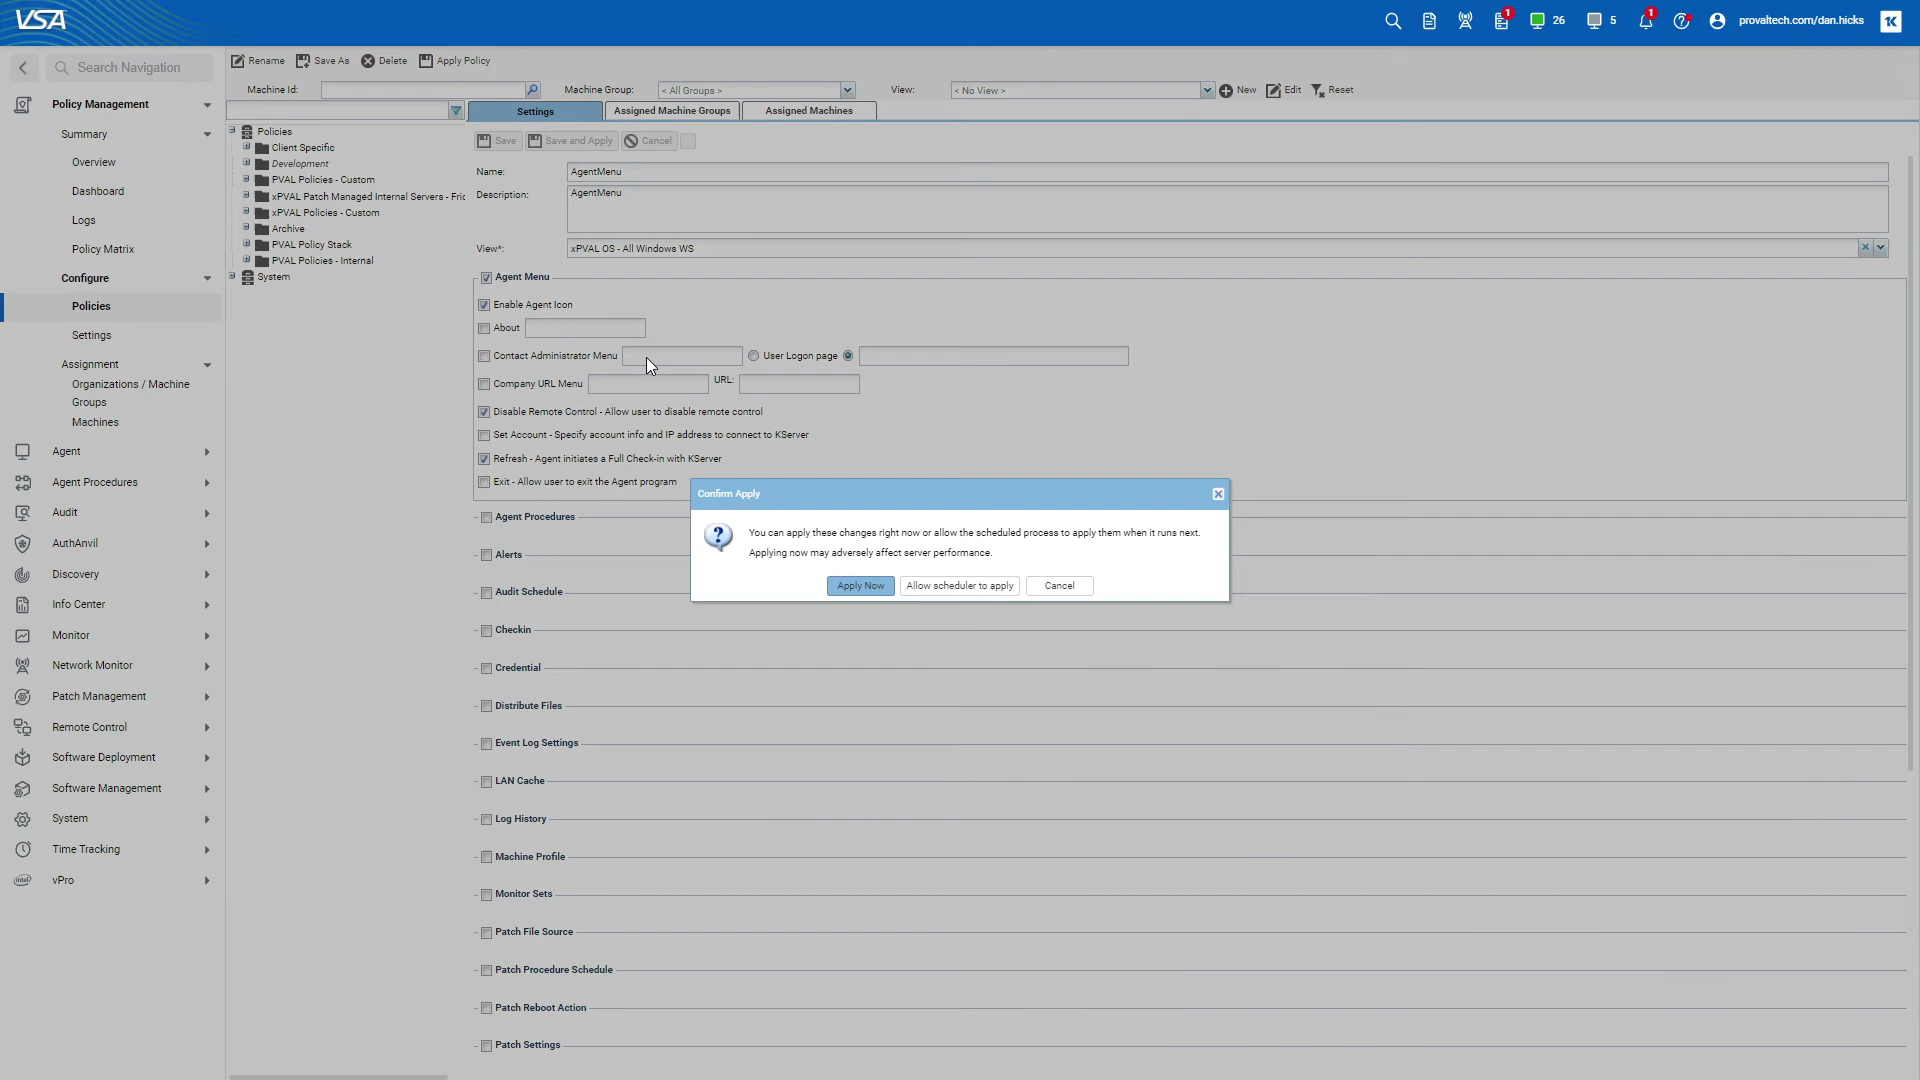 VSA
1
26
5
1
provaltech.com/dan.hicks
Search Navigation
Policy Management
Summary
Overview
Dashboard
Logs
Policy Matrix
Configure
Policies
Settings
Assignment
Organizations / Machine
Groups
Machines
Agent
Agent Procedures
Audit
AuthAnvil
Discovery
Info Center
Monitor
Network Monitor
Patch Management
Remote Control
Software Deployment
Software Management
System
Time Tracking
vPro
Rename Save As Delete Apply Policy
Machine Id: Machine Group: < All Groups > View: < No View > New Edit Reset
Policies
Client Specific
Development
PVAL Policies - Custom
xPVAL Patch Managed Internal Servers - Fric
xPVAL Policies - Custom
Archive
PVAL Policy Stack
PVAL Policies - Internal
System
Settings Assigned Machine Groups Assigned Machines
Save Save and Apply Cancel
Name: AgentMenu
Description: AgentMenu
View*: xPVAL OS - All Windows WS
Agent Menu
Enable Agent Icon
About
Contact Administrator Menu User Logon page
Company URL Menu URL:
Disable Remote Control - Allow user to disable remote control
Set Account - Specify account info and IP address to connect to KServer
Refresh - Agent initiates a Full Check-in with KServer
Exit - Allow user to exit the Agent program
Confirm Apply
You can apply these changes right now or allow the scheduled process to apply them when it runs next.
Applying now may adversely affect server performance.
Apply Now Allow scheduler to apply Cancel
Agent Procedures
Alerts
Audit Schedule
Checkin
Credential
Distribute Files
Event Log Settings
LAN Cache
Log History
Machine Profile
Monitor Sets
Patch File Source
Patch Procedure Schedule
Patch Reboot Action
Patch Settings